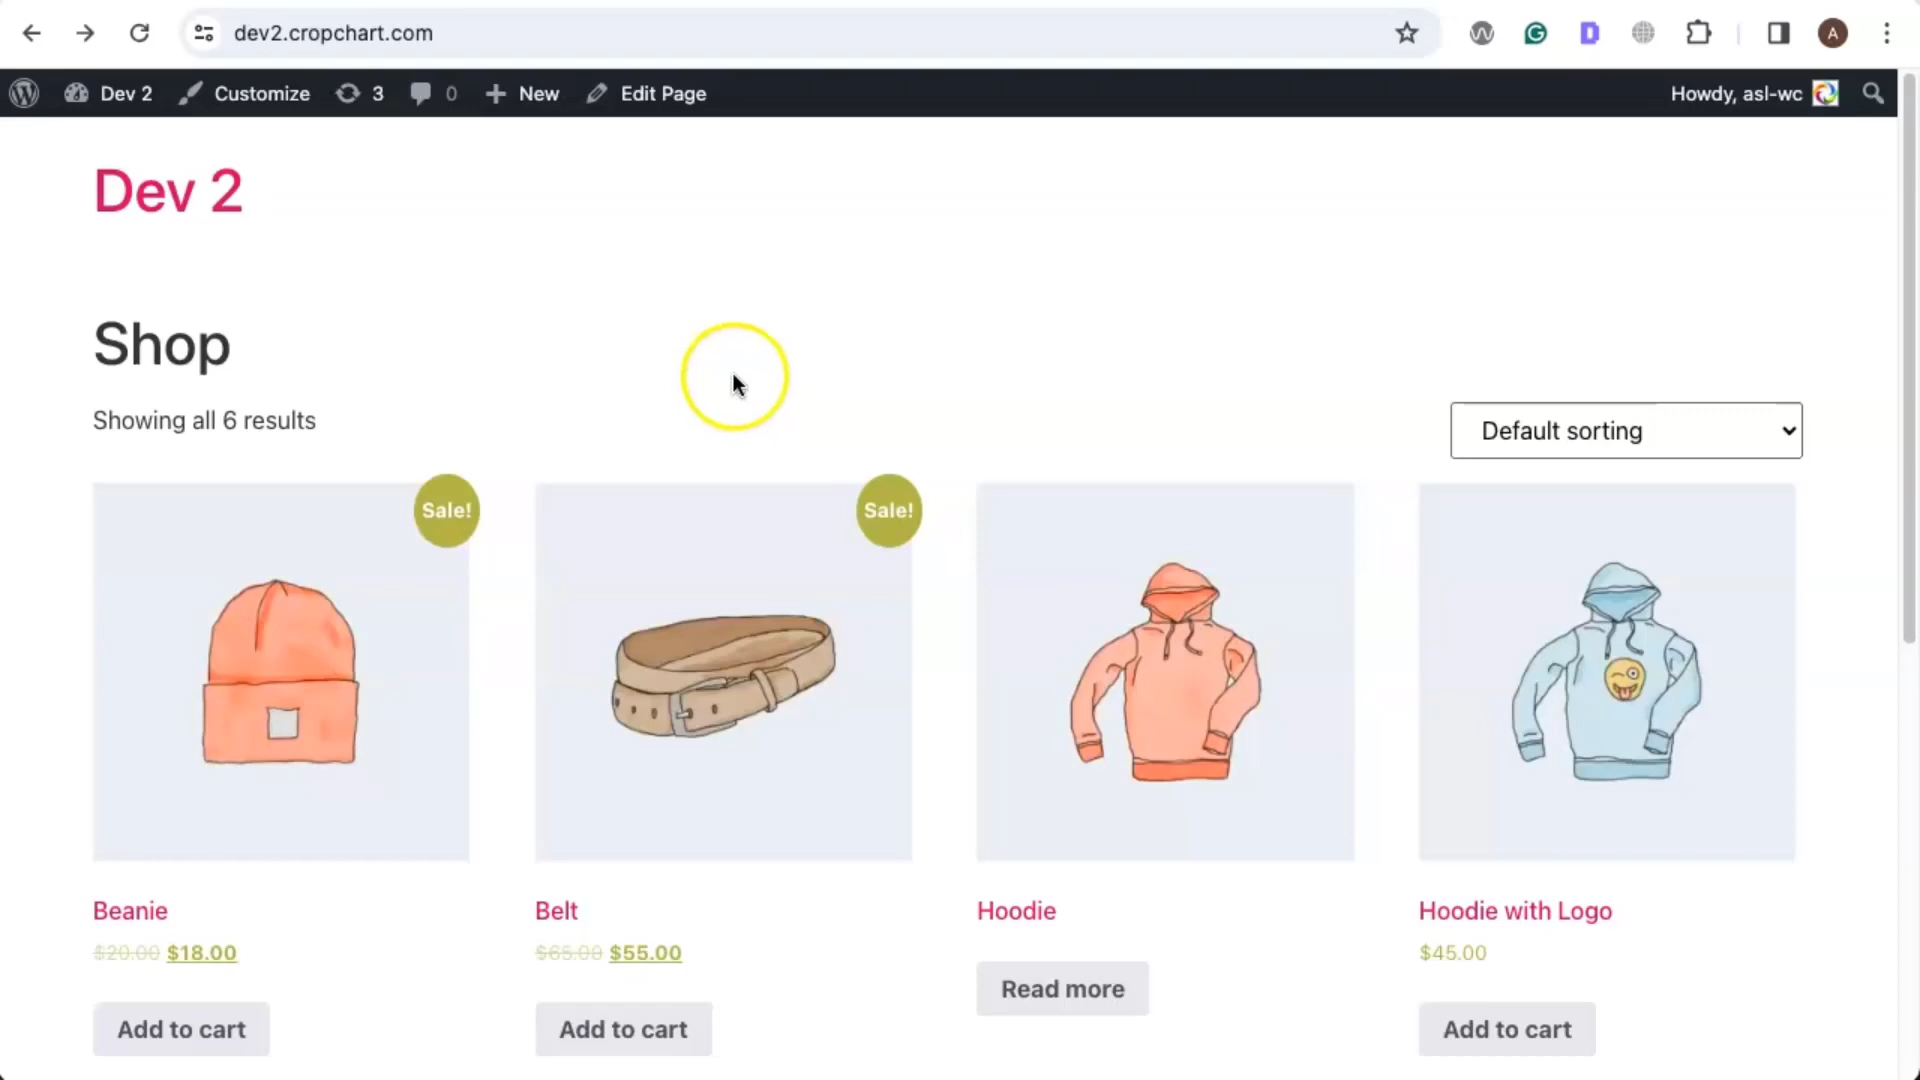 dev2.cropchart.com
A
Dev 2 Customize 3 0 New Edit Page Howdy, asl-wc
Dev 2
Shop
Showing all 6 results
Default sorting
Sale! Sale!
Beanie Belt Hoodie Hoodie with Logo
$20.00 $18.00 $65.00 $55.00 $45.00
Read more
Add to cart Add to cart Add to cart